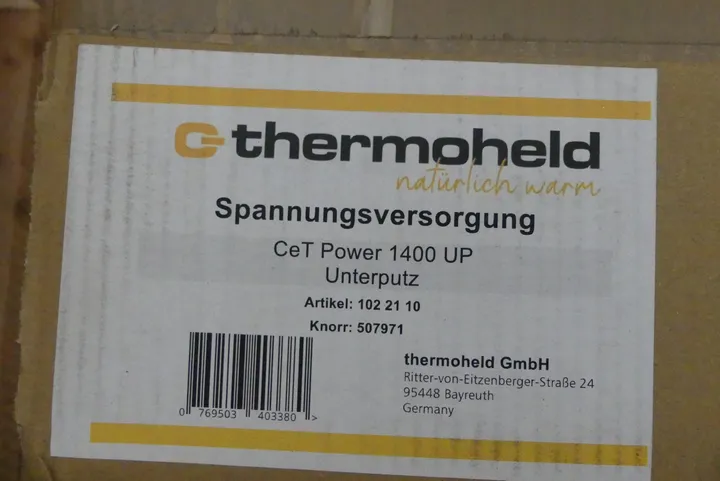 thermoheld
natürlich warm
Spannungsversorgung
CeT Power 1400 UP
Unterputz
Artikel: 102 21 10
Knorr: 507971
thermoheld GmbH
Ritter-von-Eitzenberger-Straße 24
95448 Bayreuth
Germany
0 769503 403380 >